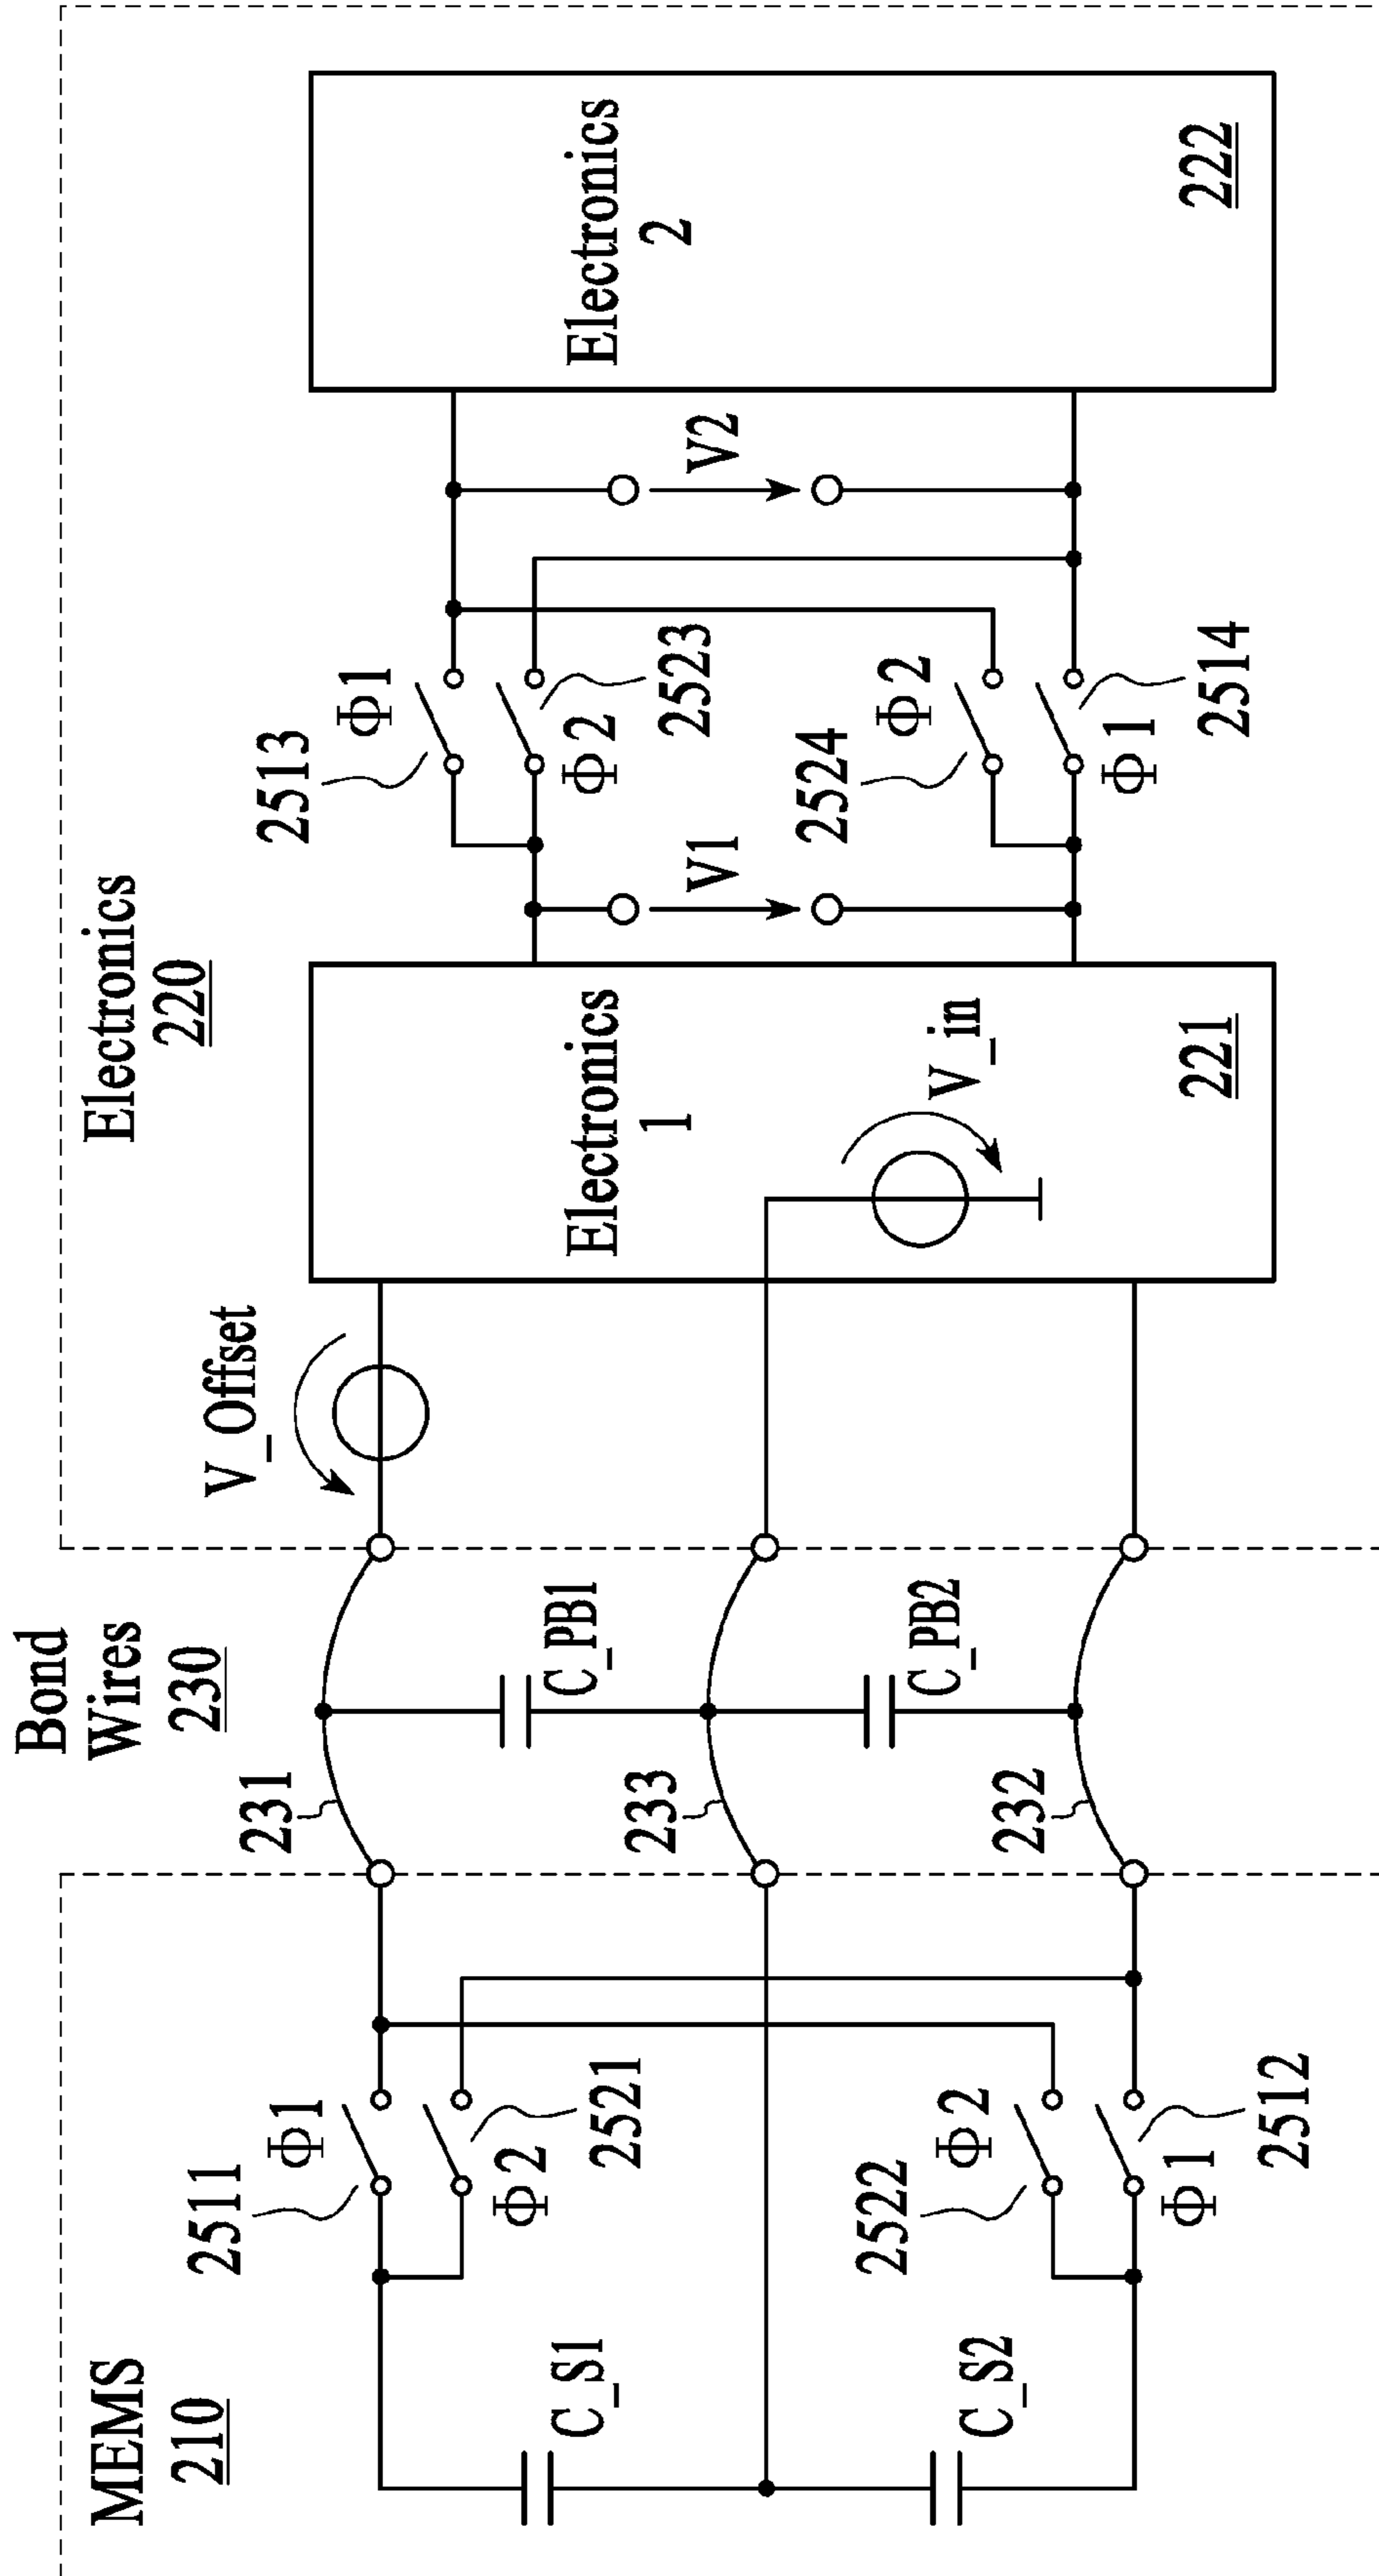 MEMS
210
Bond
Wires
230
Electronics
220
2511
Φ1
Φ2
2521
2522
Φ2
Φ1
2512
C_S1
C_S2
231
233
232
C_PB1
C_PB2
V_Offset
Electronics
1
V_in
221
V1
2513
Φ1
Φ2
2523
2524
Φ2
Φ1
2514
V2
Electronics
2
222